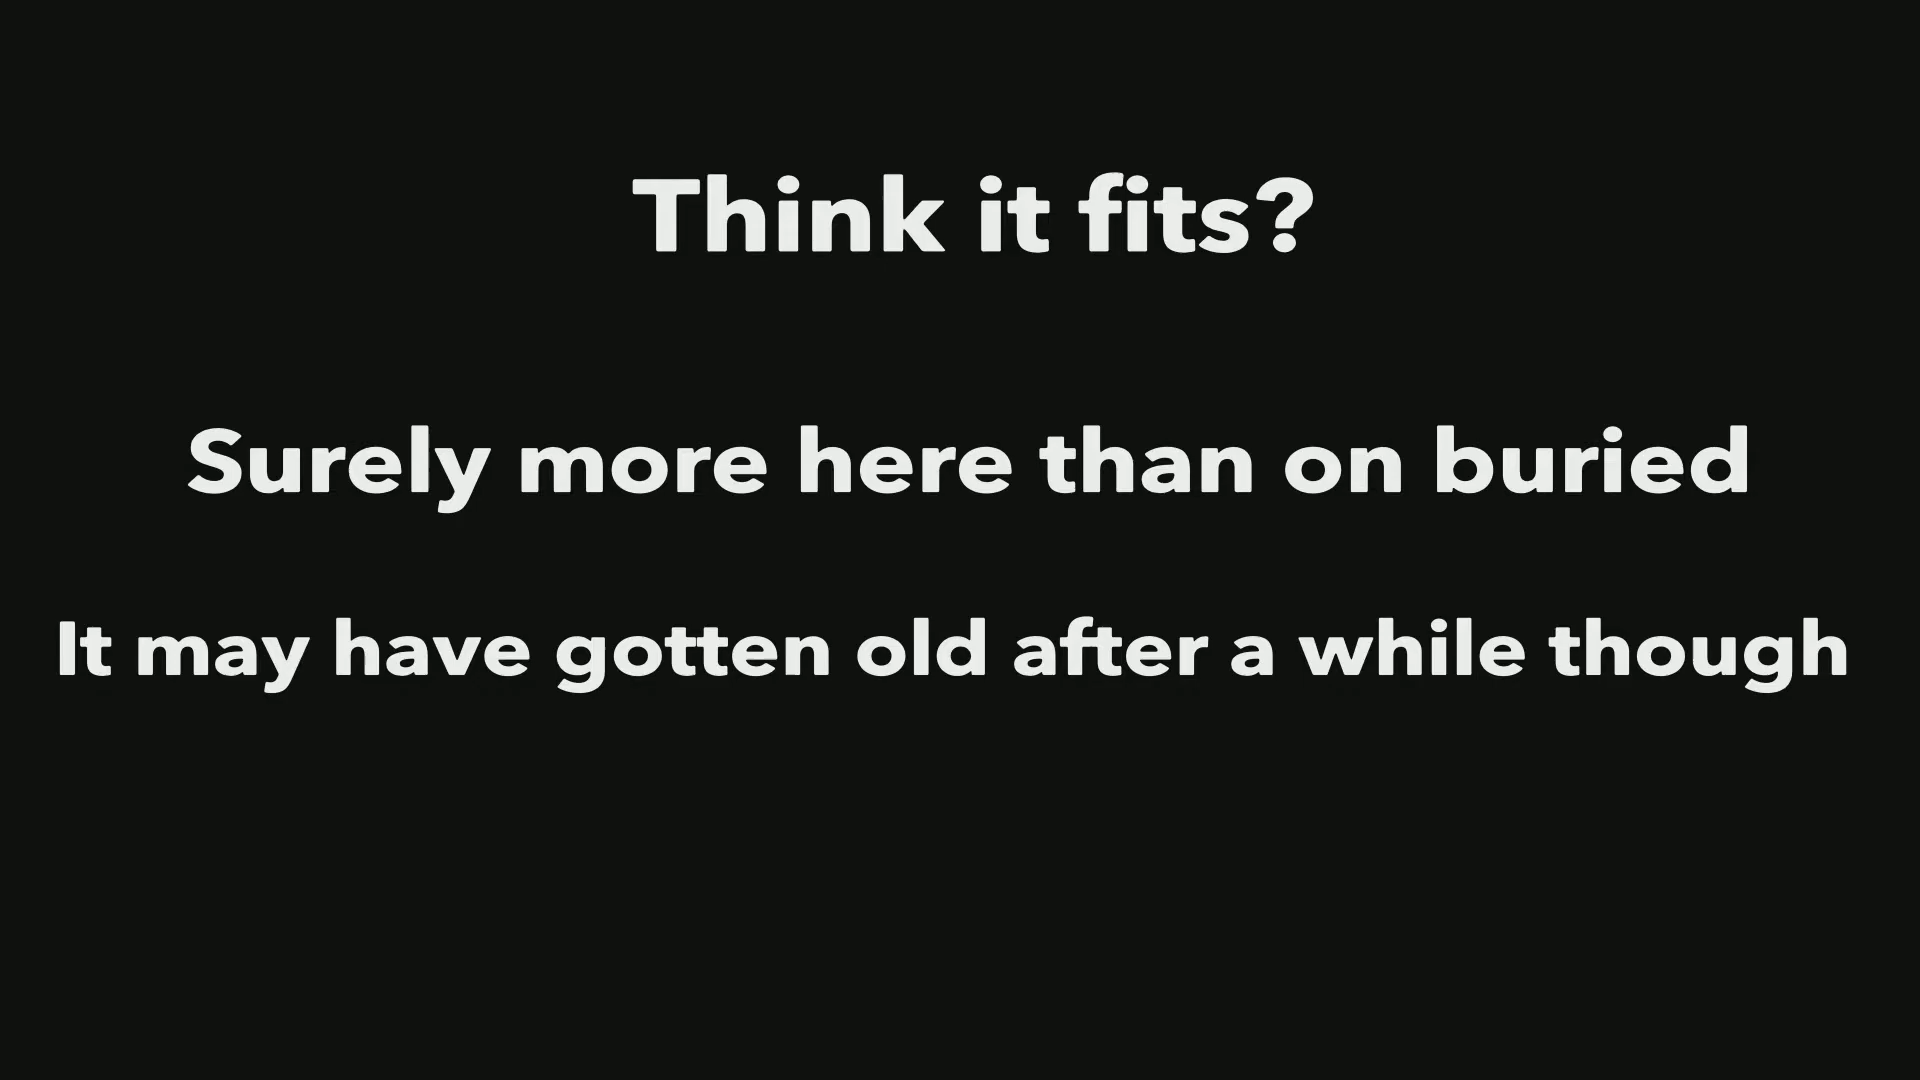 Think it fits?
Surely more here than on buried
It may have gotten old after a while though